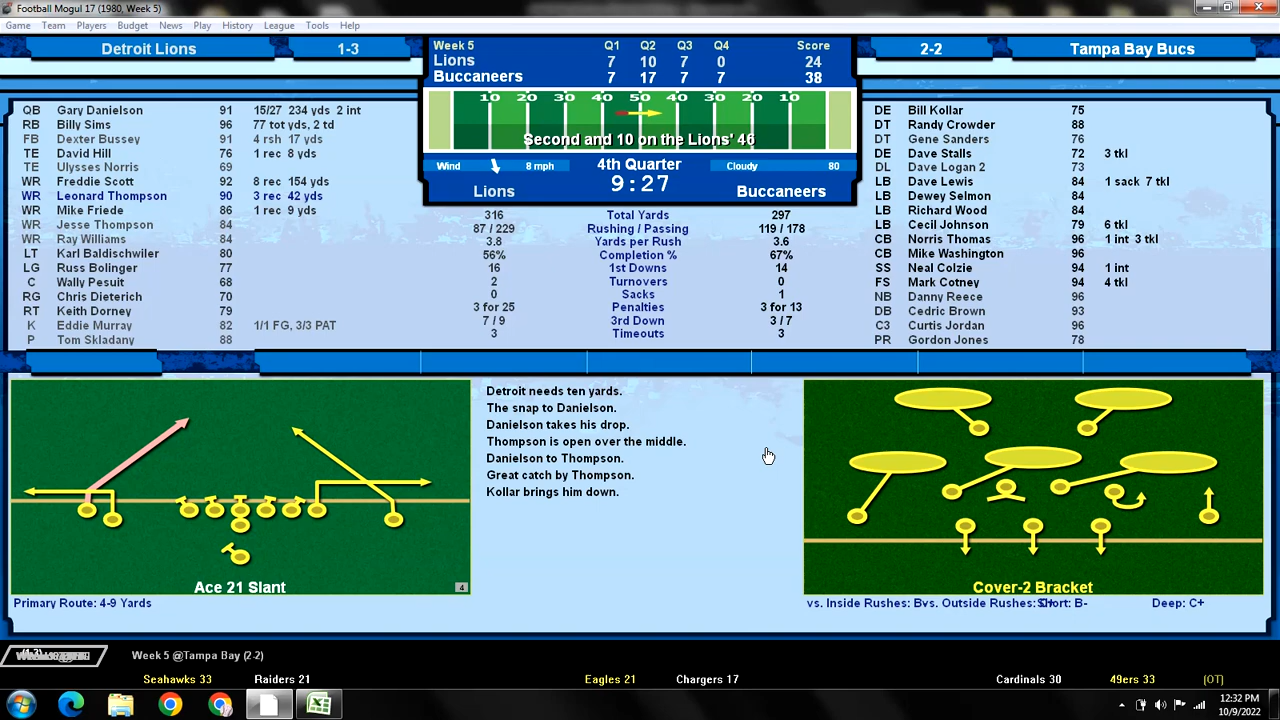 Football Mogul 17 (1980, Week 5)
Game Team Players Budget News Play History League Tools Help
Detroit Lions 1-3
Week 5 Q1 Q2 Q3 Q4 Score
Lions 7 10 7 0 24
Buccaneers 7 17 7 7 38
2-2 Tampa Bay Bucs
10 20 30 40 50 40 30 20 10
Second and 10 on the Lions' 46
Wind 8 mph 4th Quarter Cloudy 80
Lions 9:27 Buccaneers
QB Gary Danielson 91 15/27 234 yds 2 int
RB Billy Sims 96 77 tot yds, 2 td
FB Dexter Bussey 91 4 rsh 17 yds
TE David Hill 76 1 rec 8 yds
TE Ulysses Norris 69
WR Freddie Scott 92 8 rec 154 yds
WR Leonard Thompson 90 3 rec 42 yds
WR Mike Friede 86 1 rec 9 yds
WR Jesse Thompson 84
WR Ray Williams 84
LT Karl Baldischwiler 80
LG Russ Bolinger 77
C Wally Pesuit 68
RG Chris Dieterich 70
RT Keith Dorney 79
K Eddie Murray 82 1/1 FG, 3/3 PAT
P Tom Skladany 88
316 Total Yards 297
87 / 229 Rushing / Passing 119 / 178
3.8 Yards per Rush 3.6
56% Completion % 67%
16 1st Downs 14
2 Turnovers 0
0 Sacks 1
3 for 25 Penalties 3 for 13
7 / 9 3rd Down 3 / 7
3 Timeouts 3
DE Bill Kollar 75
DT Randy Crowder 88
DT Gene Sanders 76
DE Dave Stalls 72 3 tkl
DL Dave Logan 2 73
LB Dave Lewis 84 1 sack 7 tkl
LB Dewey Selmon 84
LB Richard Wood 84
LB Cecil Johnson 79 6 tkl
CB Norris Thomas 96 1 int 3 tkl
CB Mike Washington 96
SS Neal Colzie 94 1 int
FS Mark Cotney 94 4 tkl
NB Danny Reece 96
DB Cedric Brown 93
C3 Curtis Jordan 96
PR Gordon Jones 78
Ace 21 Slant
4
Primary Route: 4-9 Yards
Detroit needs ten yards.
The snap to Danielson.
Danielson takes his drop.
Thompson is open over the middle.
Danielson to Thompson.
Great catch by Thompson.
Kollar brings him down.
Cover-2 Bracket
vs. Inside Rushes: B vs. Outside Rushes: Short: B- Deep: C+
Week 5 @Tampa Bay (2-2)
Seahawks 33 Raiders 21 Eagles 21 Chargers 17 Cardinals 30 49ers 33 (OT)
12:32 PM
10/9/2022